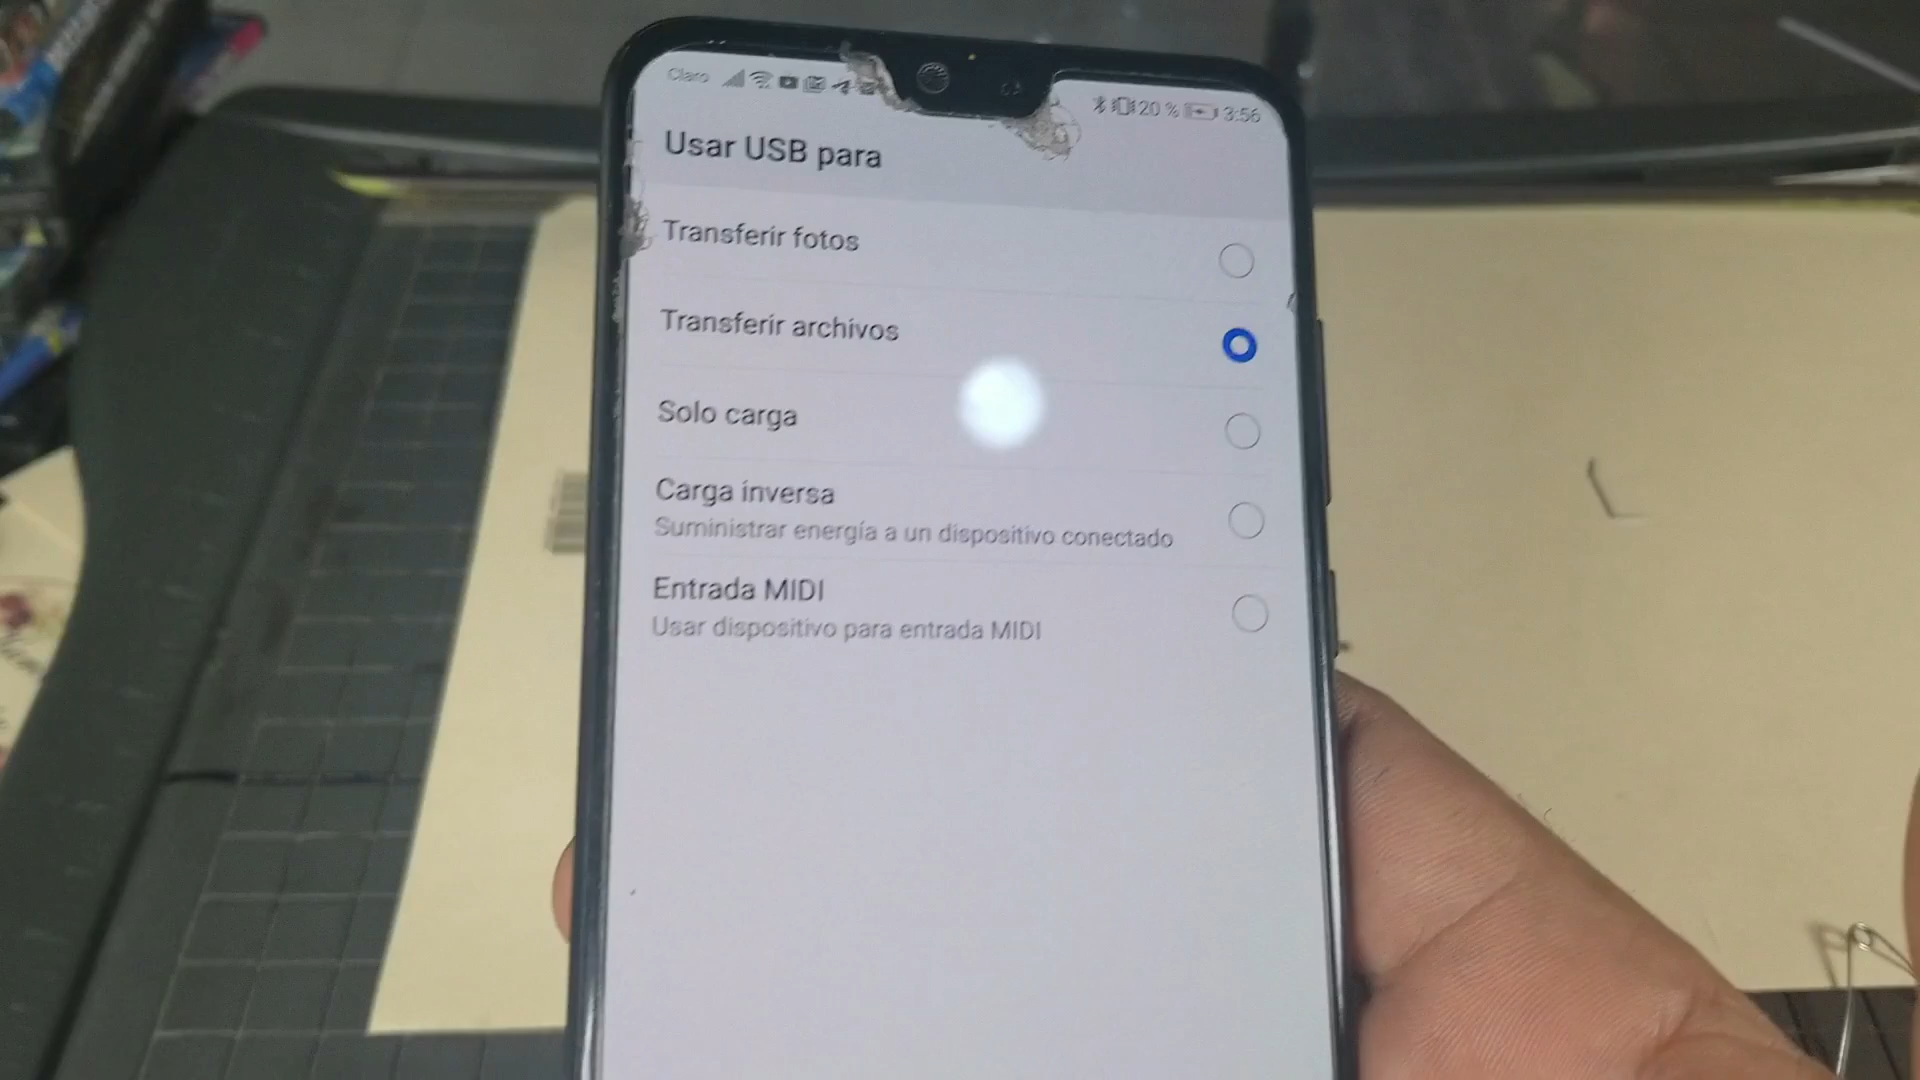 Claro 20 % 3:56
Usar USB para
Transferir fotos
Transferir archivos
Solo carga
Carga inversa
Suministrar energía a un dispositivo conectado
Entrada MIDI
Usar dispositivo para entrada MIDI